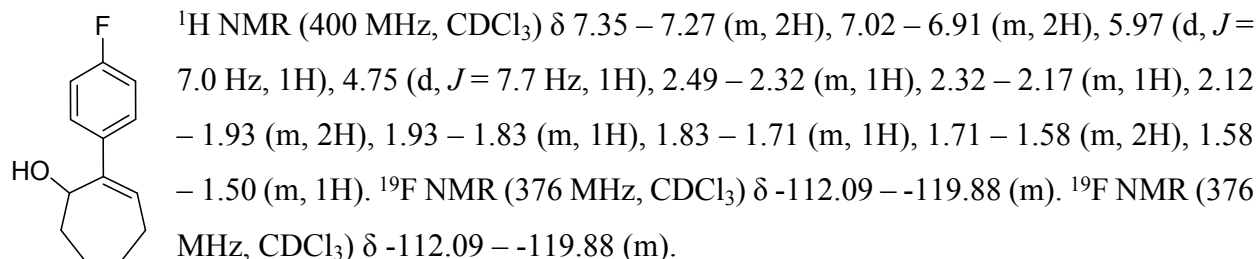 F
HO
¹H NMR (400 MHz, CDCl₃) δ 7.35 – 7.27 (m, 2H), 7.02 – 6.91 (m, 2H), 5.97 (d, J =
7.0 Hz, 1H), 4.75 (d, J = 7.7 Hz, 1H), 2.49 – 2.32 (m, 1H), 2.32 – 2.17 (m, 1H), 2.12
– 1.93 (m, 2H), 1.93 – 1.83 (m, 1H), 1.83 – 1.71 (m, 1H), 1.71 – 1.58 (m, 2H), 1.58
– 1.50 (m, 1H). ¹⁹F NMR (376 MHz, CDCl₃) δ -112.09 – -119.88 (m). ¹⁹F NMR (376
MHz, CDCl₃) δ -112.09 – -119.88 (m).